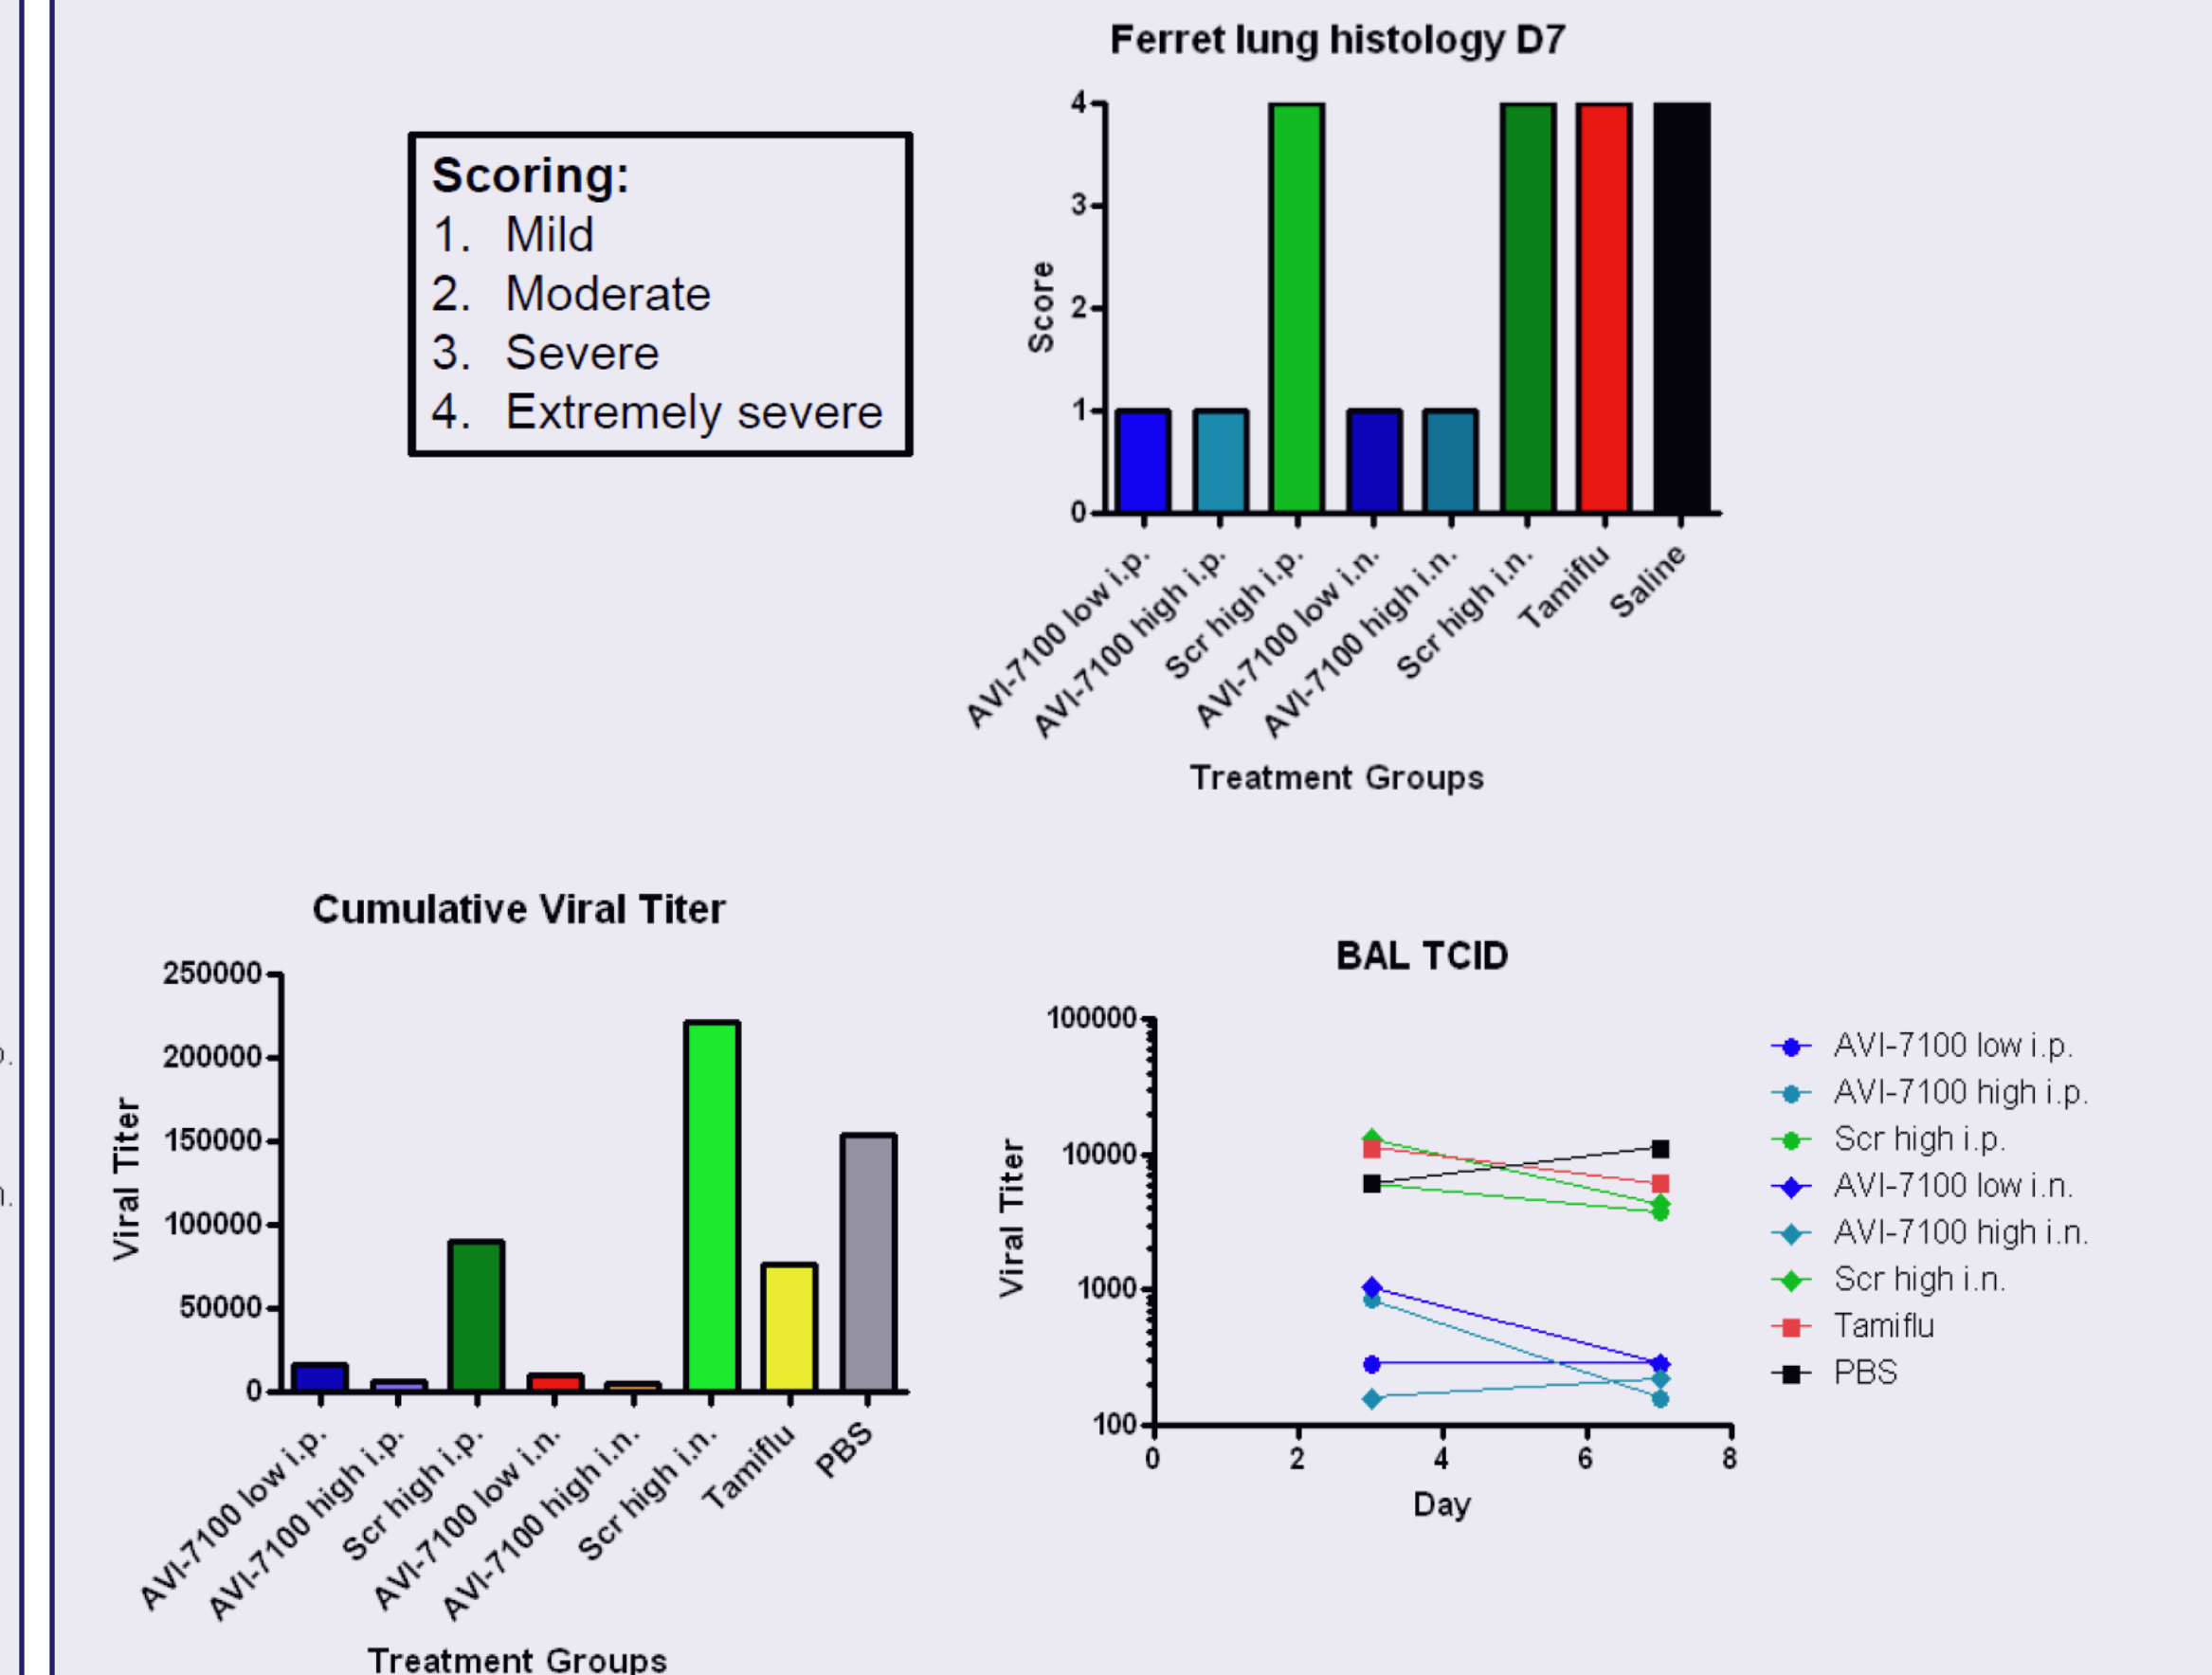 Ferret lung histology D7
Scoring:
1. Mild
2. Moderate
3. Severe
4. Extremely severe
Score
4
3
2
1
0
AVI-7100 low i.p.
AVI-7100 high i.p.
Scr high i.p.
AVI-7100 low i.n.
AVI-7100 high i.n.
Scr high i.n.
Tamiflu
Saline
Treatment Groups
Cumulative Viral Titer
Viral Titer
250000
200000
150000
100000
50000
0
AVI-7100 low i.p.
AVI-7100 high i.p.
Scr high i.p.
AVI-7100 low i.n.
AVI-7100 high i.n.
Scr high i.n.
Tamiflu
PBS
Treatment Groups
BAL TCID
Viral Titer
100000
10000
1000
100
0 2 4 6 8
Day
AVI-7100 low i.p.
AVI-7100 high i.p.
Scr high i.p.
AVI-7100 low i.n.
AVI-7100 high i.n.
Scr high i.n.
Tamiflu
PBS